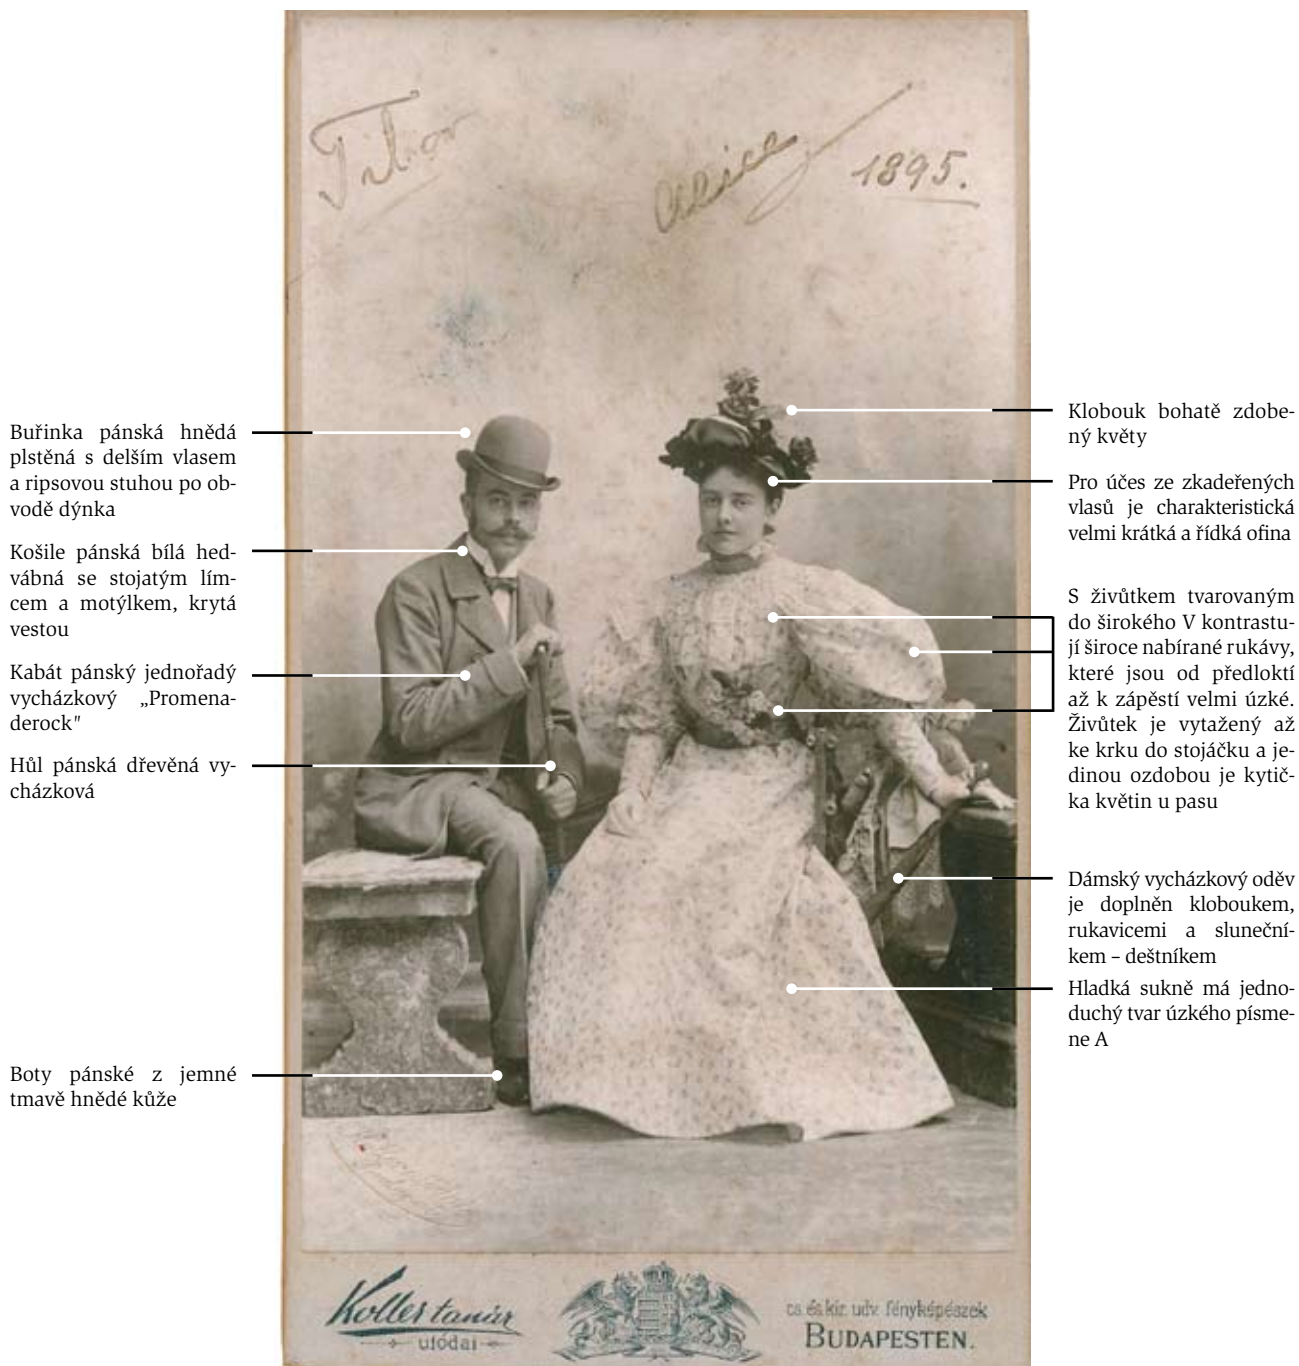 Tibor
Alice
1895.
Buřinka pánská hnědá
plstěná s delším vlasem
a ripsovou stuhou po ob-
vodě dýnka
Košile pánská bílá hed-
vábná se stojatým lím-
cem a motýlkem, krytá
vestou
Kabát pánský jednořadý
vycházkový „Promena-
derock"
Hůl pánská dřevěná vy-
cházková
Boty pánské z jemné
tmavě hnědé kůže
Klobouk bohatě zdobe-
ný květy
Pro účes ze zkadeřených
vlasů je charakteristická
velmi krátká a řídká ofina
S živůtkem tvarovaným
do širokého V kontrastu-
jí široce nabírané rukávy,
které jsou od předloktí
až k zápěstí velmi úzké.
Živůtek je vytažený až
ke krku do stojáčku a je-
dinou ozdobou je kytič-
ka květin u pasu
Dámský vycházkový oděv
je doplněn kloboukem,
rukavicemi a sluneční-
kem – deštníkem
Hladká sukně má jedno-
duchý tvar úzkého písme-
ne A
Koller tanár
utódai
cs. és kir. udv. fényképészek
BUDAPESTEN.